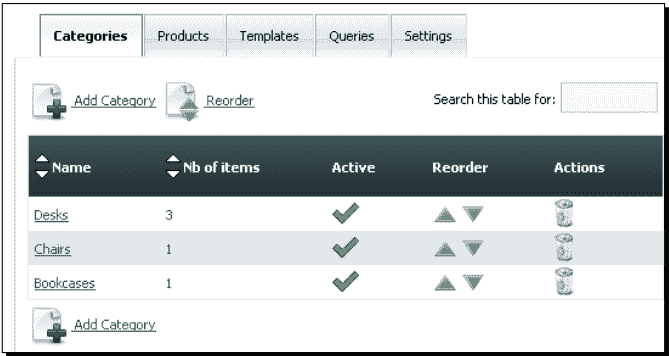 Categories Products Templates Queries Settings
Add Category Reorder Search this table for:
Name Nb of items Active Reorder Actions
Desks 3
Chairs 1
Bookcases 1
Add Category